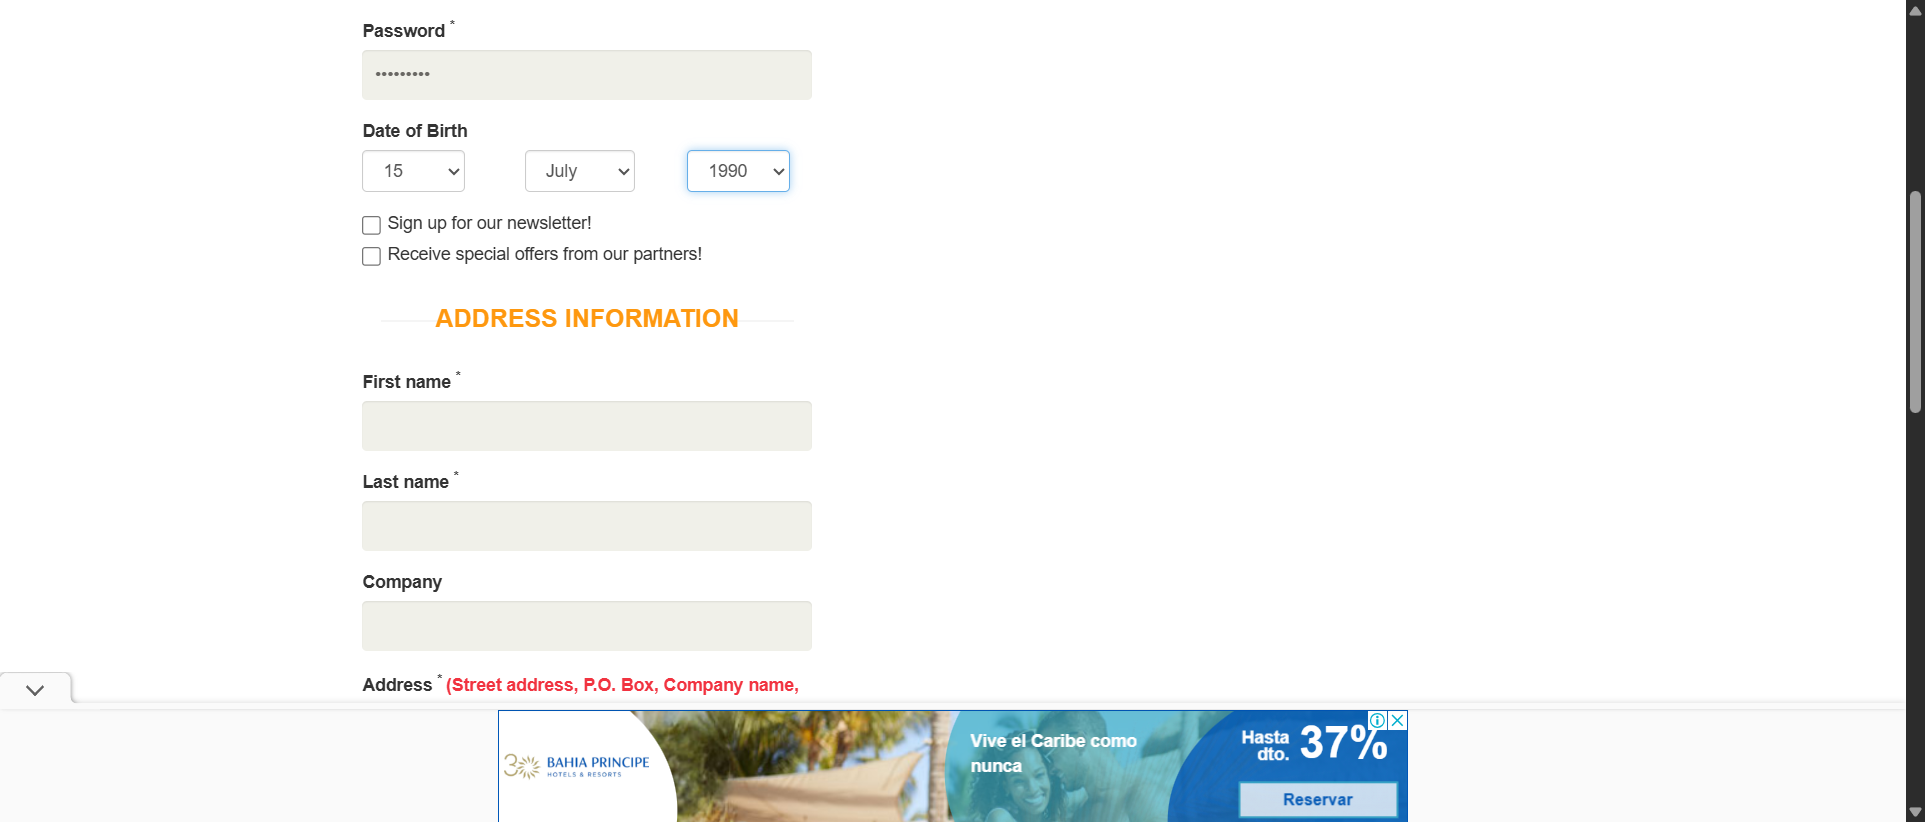 Password *
•••••••••
Date of Birth
15 July 1990
Sign up for our newsletter!
Receive special offers from our partners!
ADDRESS INFORMATION
First name *
Last name *
Company
Address * (Street address, P.O. Box, Company name,
30 BAHIA PRINCIPE
HOTELS & RESORTS
Vive el Caribe como
nunca
Hasta
dto. 37%
Reservar